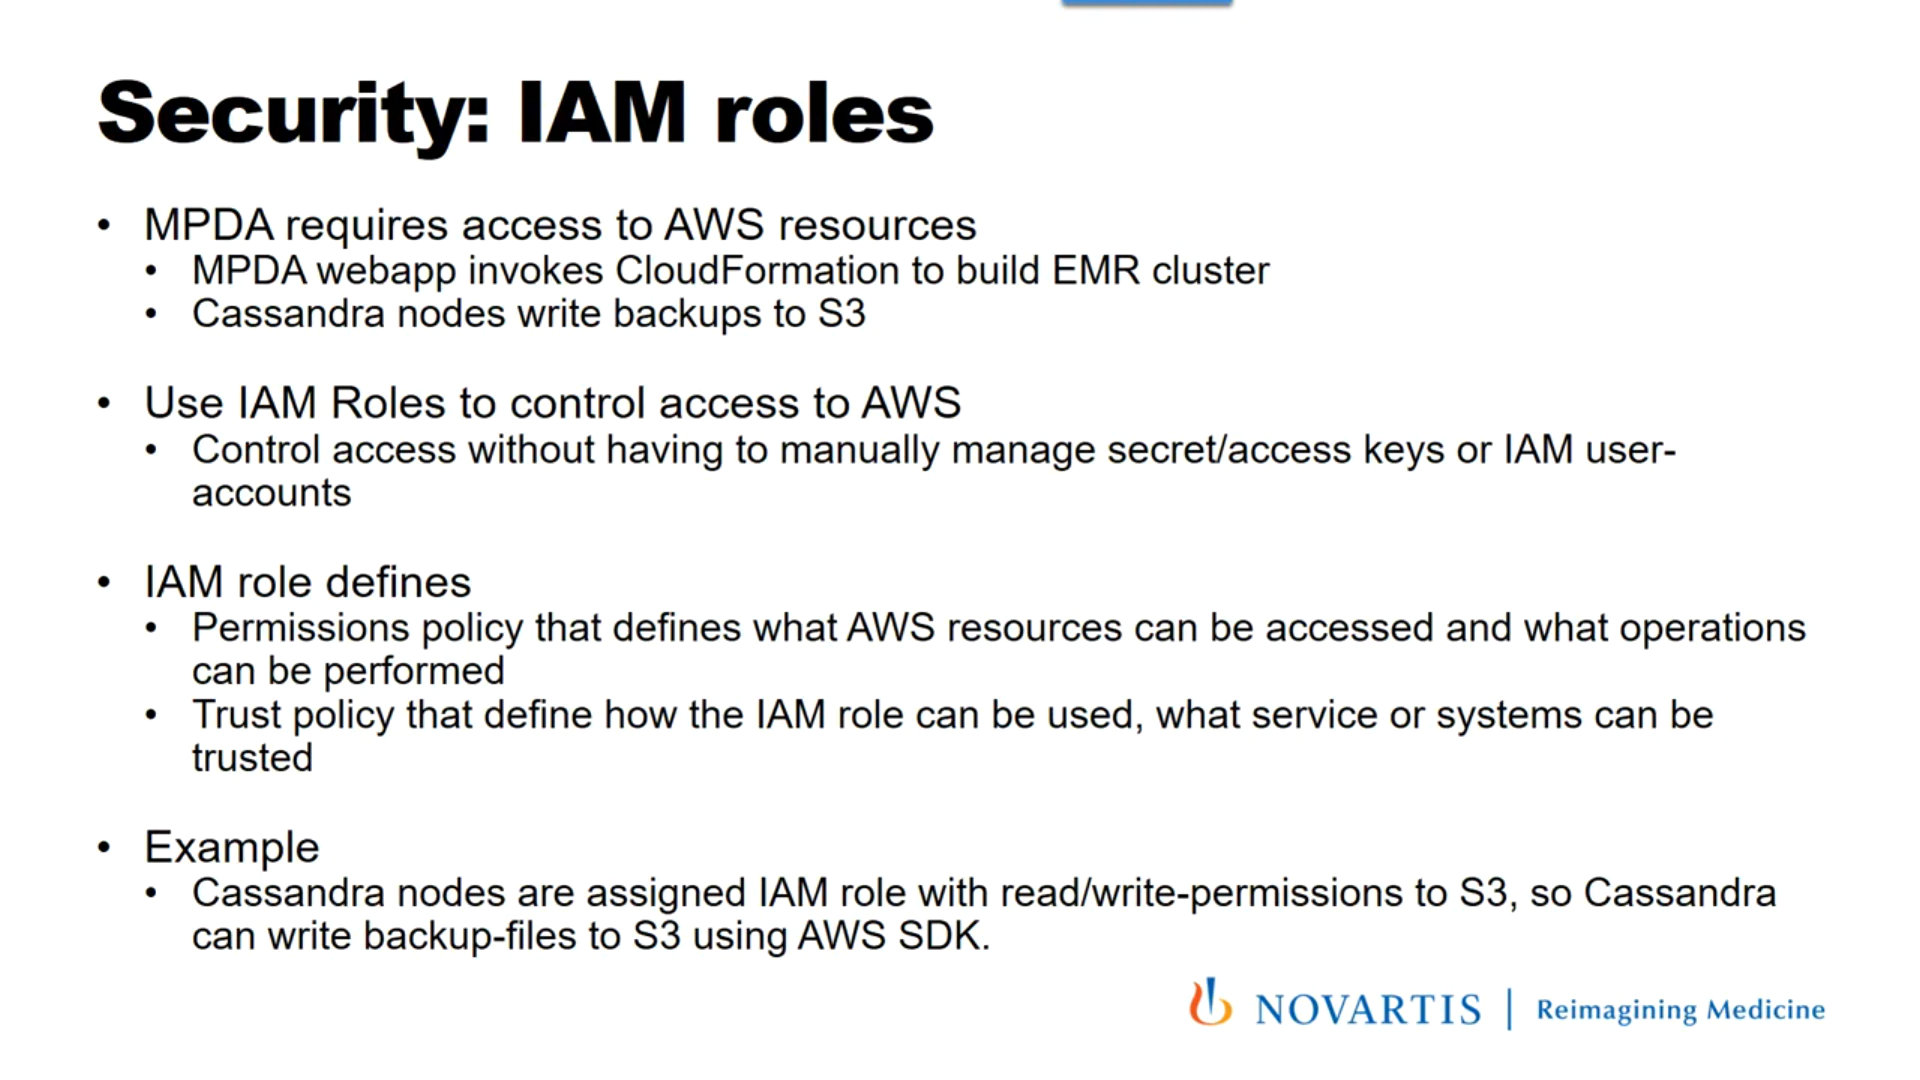 Security: IAM roles
• MPDA requires access to AWS resources
• MPDA webapp invokes CloudFormation to build EMR cluster
• Cassandra nodes write backups to S3
• Use IAM Roles to control access to AWS
• Control access without having to manually manage secret/access keys or IAM user-
accounts
• IAM role defines
• Permissions policy that defines what AWS resources can be accessed and what operations
can be performed
• Trust policy that define how the IAM role can be used, what service or systems can be
trusted
• Example
• Cassandra nodes are assigned IAM role with read/write-permissions to S3, so Cassandra
can write backup-files to S3 using AWS SDK.
NOVARTIS | Reimagining Medicine